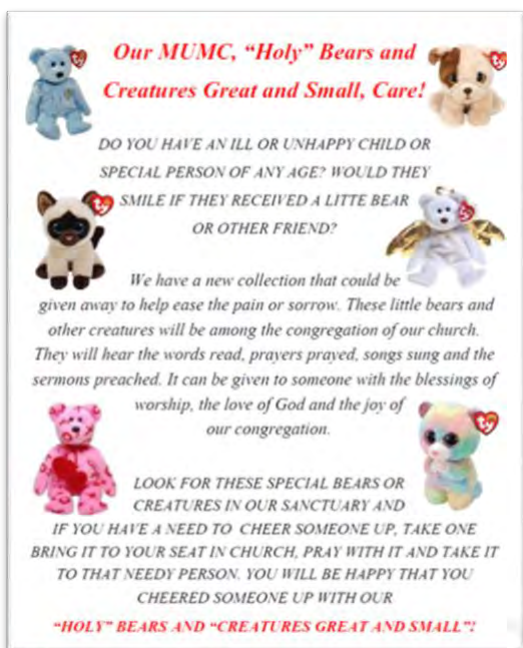 Our MUMC, “Holy” Bears and
Creatures Great and Small, Care!
DO YOU HAVE AN ILL OR UNHAPPY CHILD OR
SPECIAL PERSON OF ANY AGE? WOULD THEY
SMILE IF THEY RECEIVED A LITTE BEAR
OR OTHER FRIEND?
We have a new collection that could be
given away to help ease the pain or sorrow. These little bears and
other creatures will be among the congregation of our church.
They will hear the words read, prayers prayed, songs sung and the
sermons preached. It can be given to someone with the blessings of
worship, the love of God and the joy of
our congregation.
LOOK FOR THESE SPECIAL BEARS OR
CREATURES IN OUR SANCTUARY AND
IF YOU HAVE A NEED TO CHEER SOMEONE UP, TAKE ONE
BRING IT TO YOUR SEAT IN CHURCH, PRAY WITH IT AND TAKE IT
TO THAT NEEDY PERSON. YOU WILL BE HAPPY THAT YOU
CHEERED SOMEONE UP WITH OUR
“HOLY” BEARS AND “CREATURES GREAT AND SMALL”!
ty
ty
ty
ty